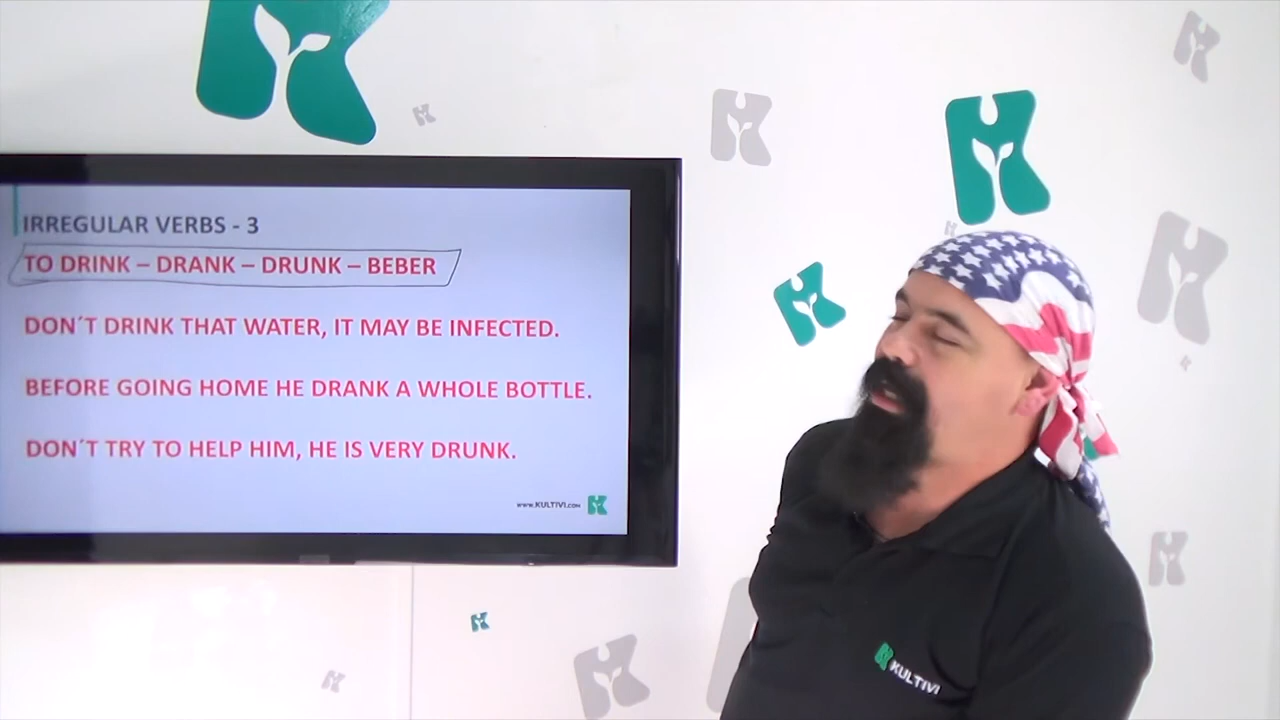 IRREGULAR VERBS - 3
TO DRINK – DRANK – DRUNK – BEBER
DON´T DRINK THAT WATER, IT MAY BE INFECTED.
BEFORE GOING HOME HE DRANK A WHOLE BOTTLE.
DON´T TRY TO HELP HIM, HE IS VERY DRUNK.
www.KULTIVI.com
KULTIVI